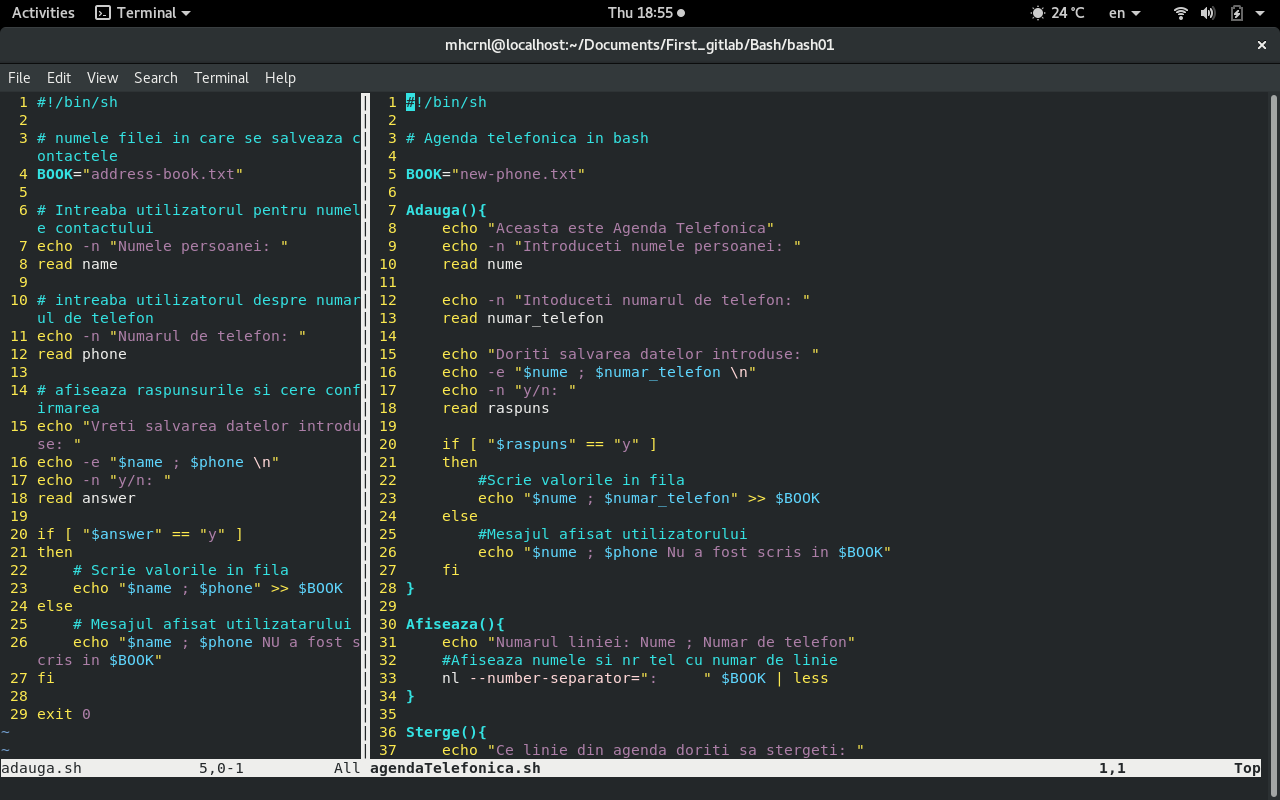 Activities Terminal Thu 18:55 24 °C en
mhcrnl@localhost:~/Documents/First_gitlab/Bash/bash01 ×
File Edit View Search Terminal Help
1 #!/bin/sh
2
3 # numele filei in care se salveaza c
ontactele
4 BOOK="address-book.txt"
5
6 # Intreaba utilizatorul pentru numel
e contactului
7 echo -n "Numele persoanei: "
8 read name
9
10 # intreaba utilizatorul despre numar
ul de telefon
11 echo -n "Numarul de telefon: "
12 read phone
13
14 # afiseaza raspunsurile si cere conf
irmarea
15 echo "Vreti salvarea datelor introdu
se: "
16 echo -e "$name ; $phone \n"
17 echo -n "y/n: "
18 read answer
19
20 if [ "$answer" == "y" ]
21 then
22     # Scrie valorile in fila
23     echo "$name ; $phone" >> $BOOK
24 else
25     # Mesajul afisat utilizatarului
26     echo "$name ; $phone NU a fost s
cris in $BOOK"
27 fi
28
29 exit 0
~
~
adauga.sh 5,0-1 All
1 #!/bin/sh
2
3 # Agenda telefonica in bash
4
5 BOOK="new-phone.txt"
6
7 Adauga(){
8     echo "Aceasta este Agenda Telefonica"
9     echo -n "Introduceti numele persoanei: "
10     read nume
11
12     echo -n "Intoduceti numarul de telefon: "
13     read numar_telefon
14
15     echo "Doriti salvarea datelor introduse: "
16     echo -e "$nume ; $numar_telefon \n"
17     echo -n "y/n: "
18     read raspuns
19
20     if [ "$raspuns" == "y" ]
21     then
22         #Scrie valorile in fila
23         echo "$nume ; $numar_telefon" >> $BOOK
24     else
25         #Mesajul afisat utilizatorului
26         echo "$nume ; $phone Nu a fost scris in $BOOK"
27     fi
28 }
29
30 Afiseaza(){
31     echo "Numarul liniei: Nume ; Numar de telefon"
32     #Afiseaza numele si nr tel cu numar de linie
33     nl --number-separator=":     " $BOOK | less
34 }
35
36 Sterge(){
37     echo "Ce linie din agenda doriti sa stergeti: "
agendaTelefonica.sh 1,1 Top